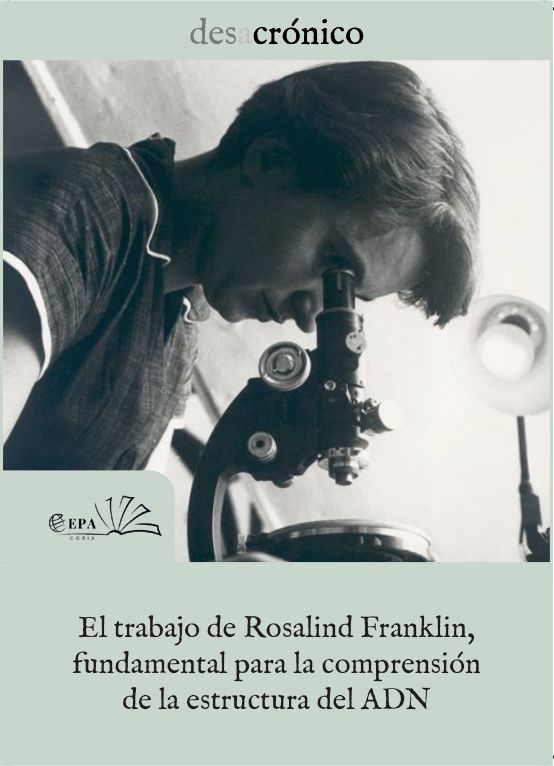 desacrónico
EPA
CORIA
El trabajo de Rosalind Franklin,
fundamental para la comprensión
de la estructura del ADN